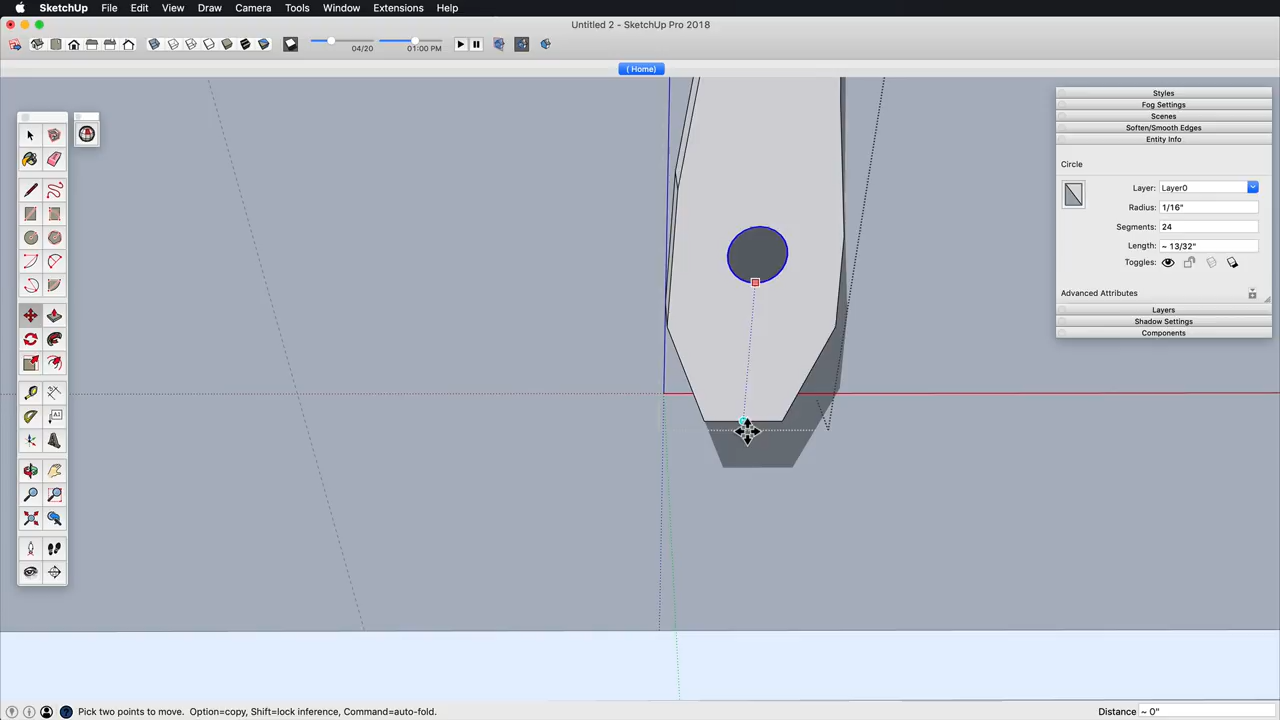 SketchUp File Edit View Draw Camera Tools Window Extensions Help
Untitled 2 - SketchUp Pro 2018
04/20 01:00 PM
( Home)
Styles
Fog Settings
Scenes
Soften/Smooth Edges
Entity Info
Circle
Layer: Layer0
Radius: 1/16"
Segments: 24
Length: ~ 13/32"
Toggles:
Advanced Attributes
Layers
Shadow Settings
Components
Pick two points to move. Option=copy, Shift=lock inference, Command=auto-fold.
Distance ~ 0"